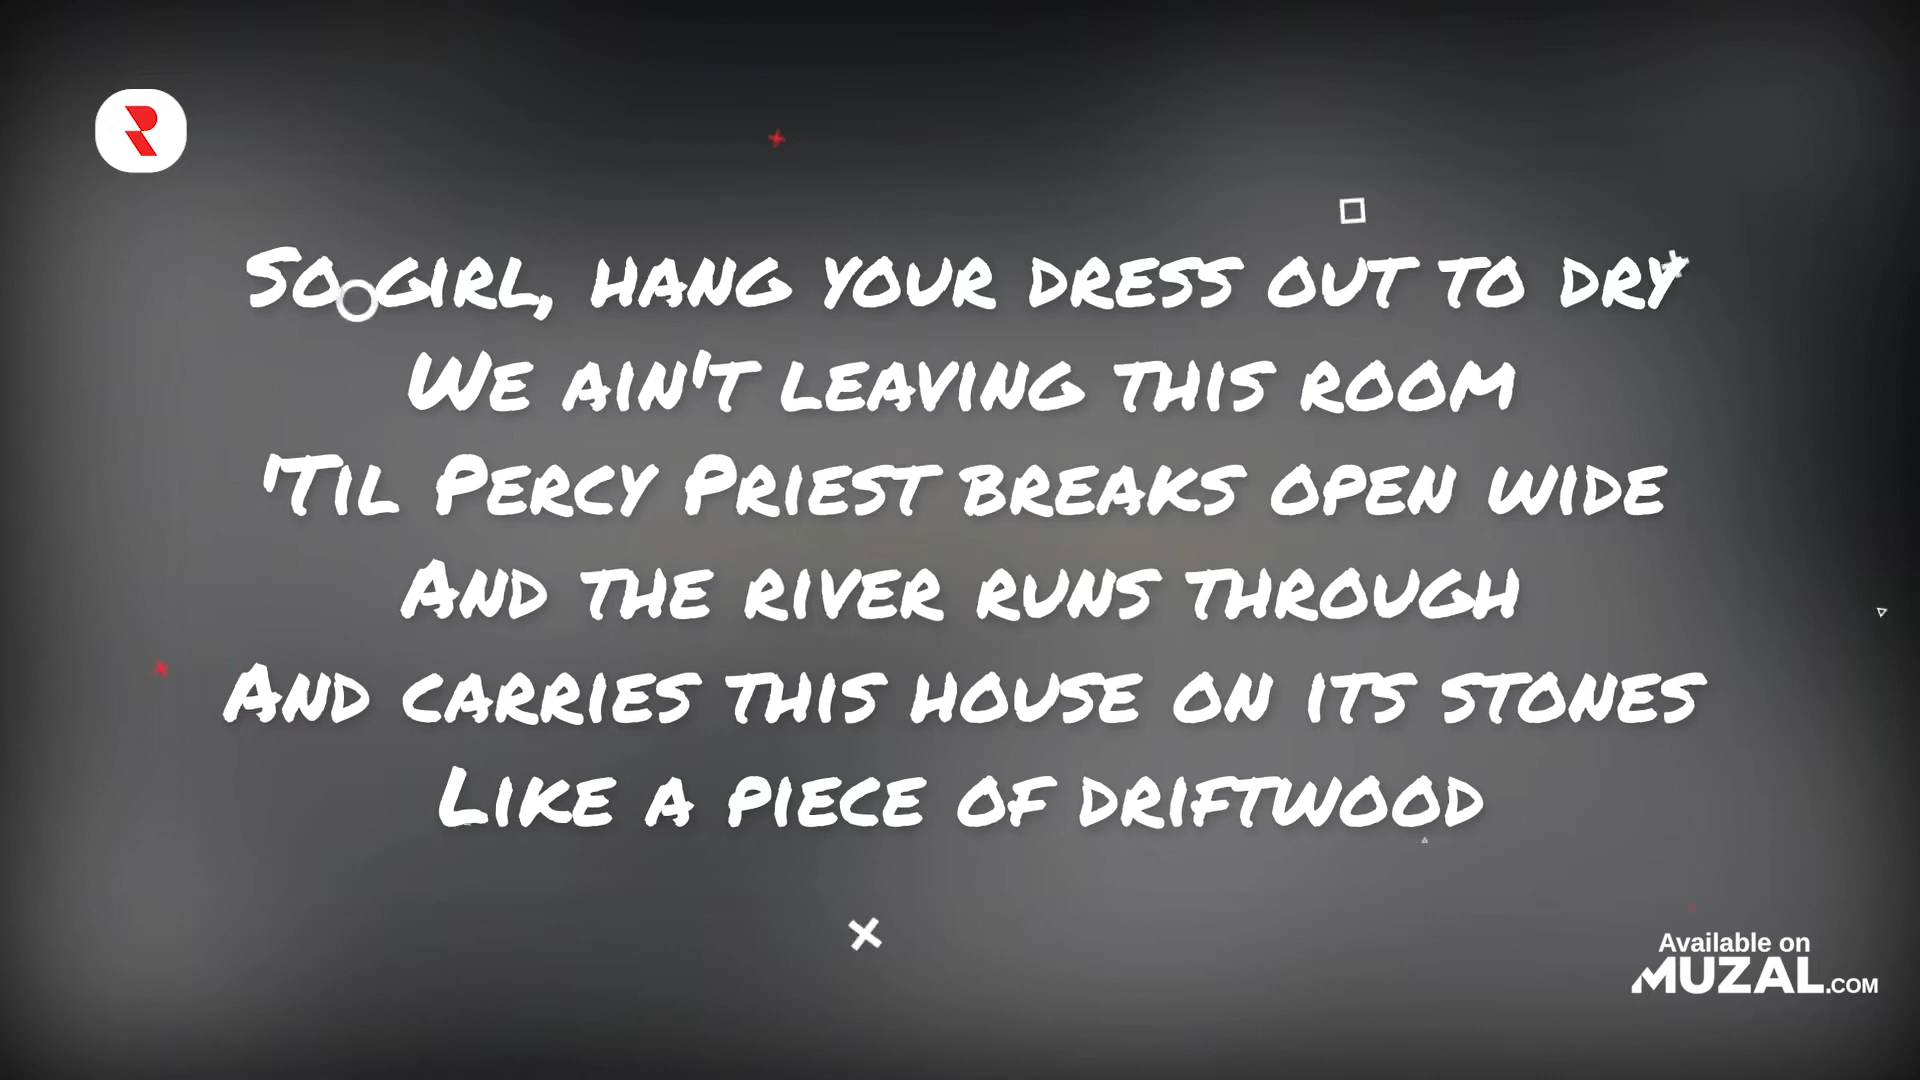 So girl, hang your dress out to dry
We ain't leaving this room
'Til Percy Priest breaks open wide
And the river runs through
And carries this house on its stones
Like a piece of driftwood
Available on
MUZAL.COM